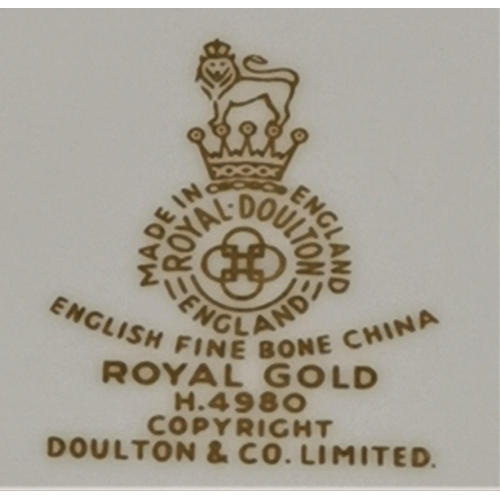 MADE IN ENGLAND
ROYAL·DOULTON
ENGLAND
ENGLISH FINE BONE CHINA
ROYAL GOLD
H.4980
COPYRIGHT
DOULTON & CO. LIMITED.